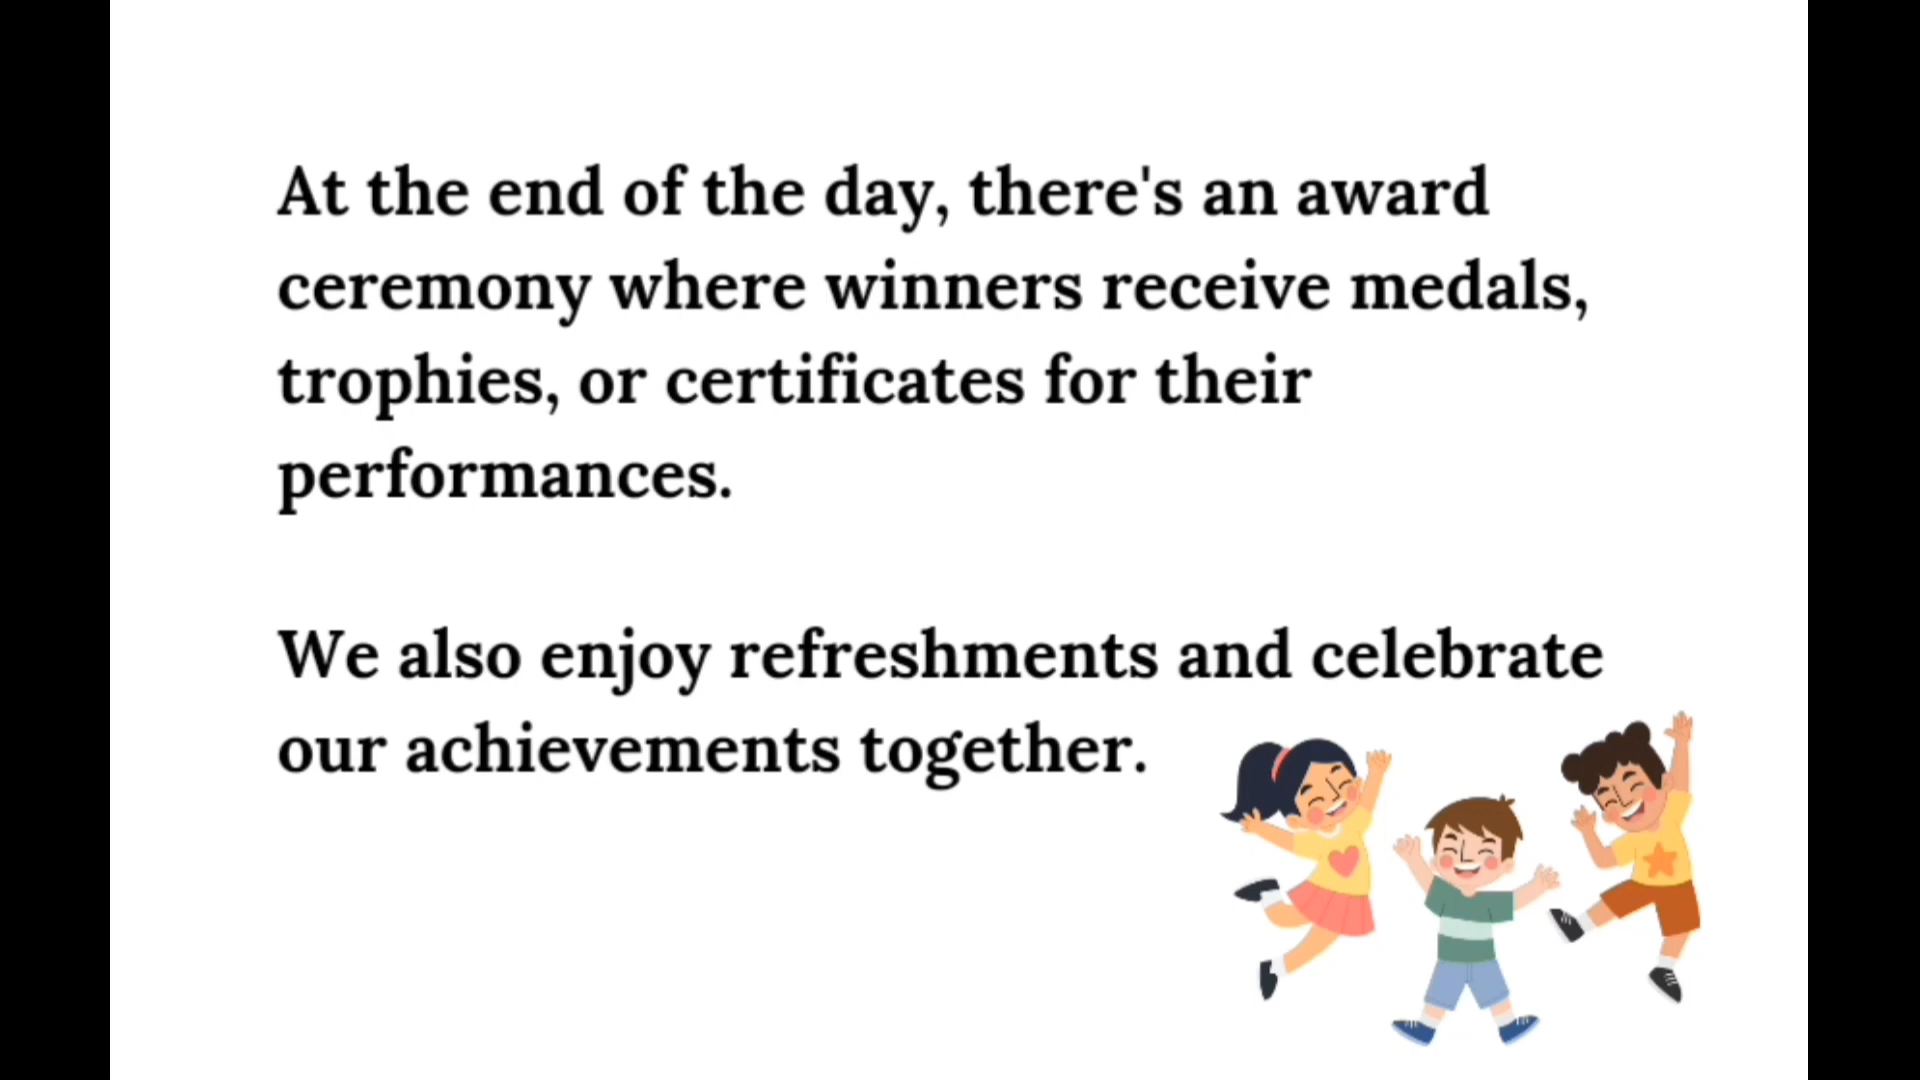 At the end of the day, there's an award
ceremony where winners receive medals,
trophies, or certificates for their
performances.
We also enjoy refreshments and celebrate
our achievements together.